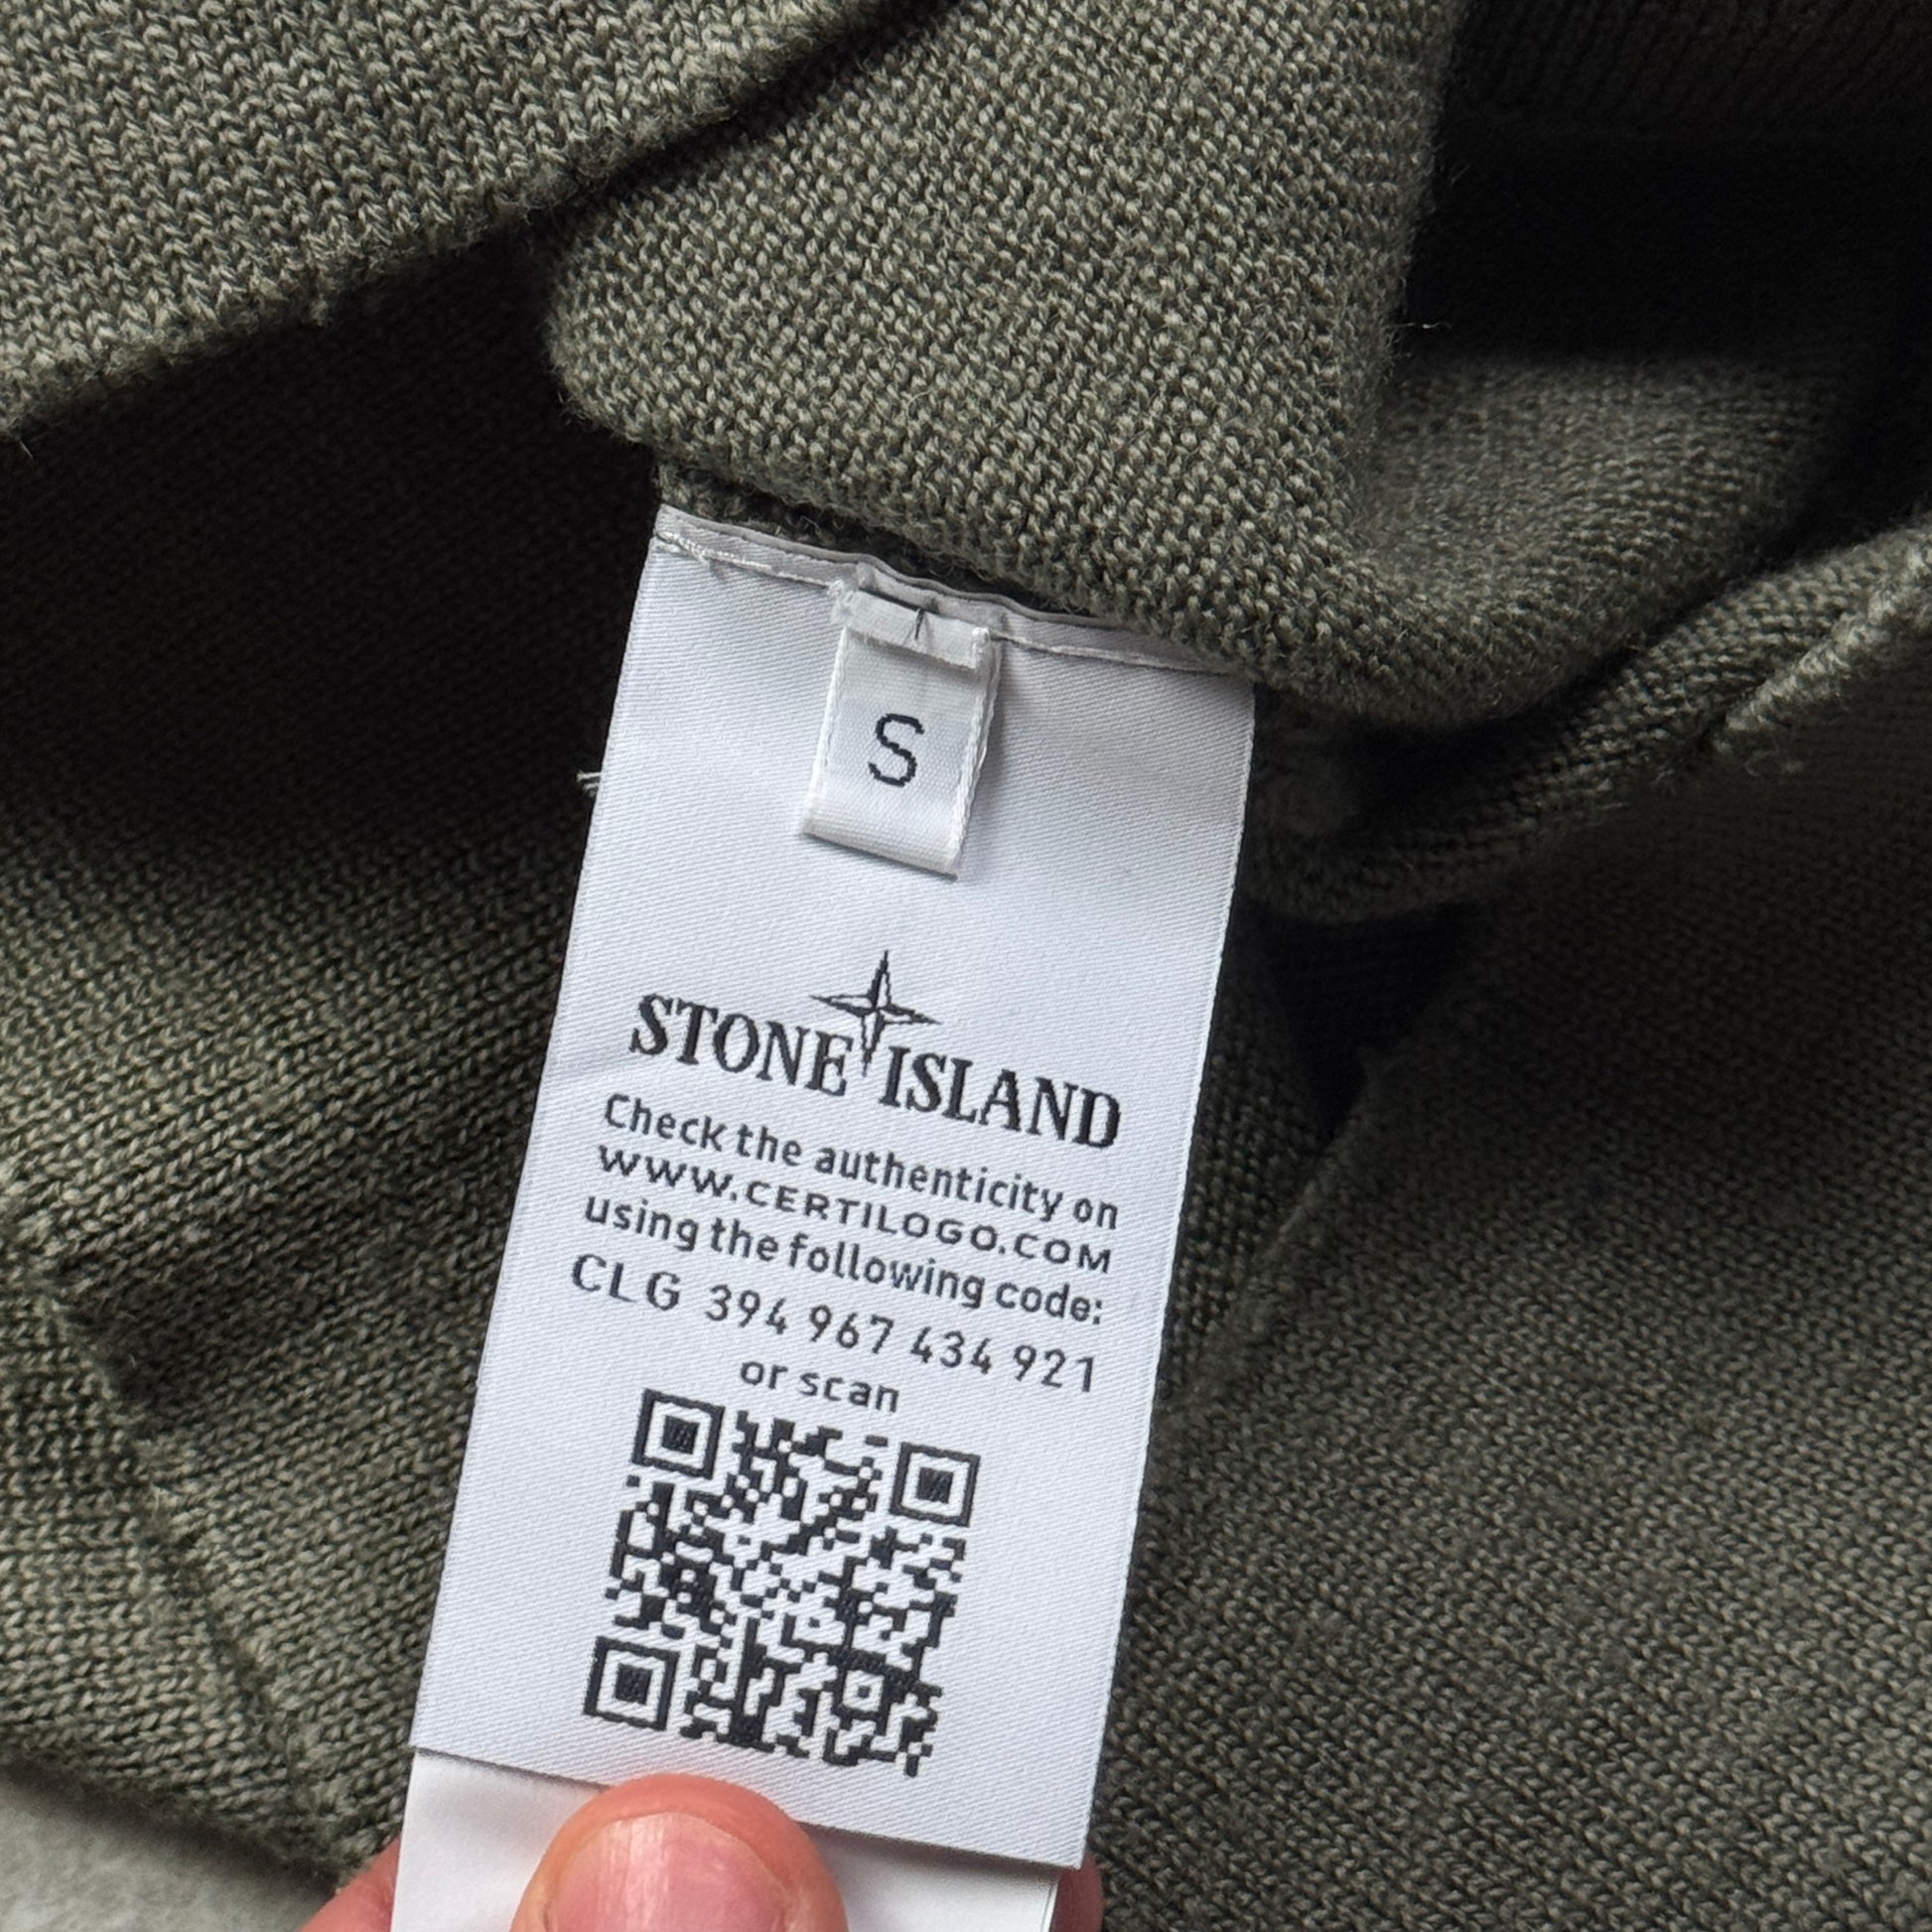 S
STONE ISLAND
Check the authenticity on
WWW.CERTILOGO.COM
using the following code:
CLG 394 967 434 921
or scan